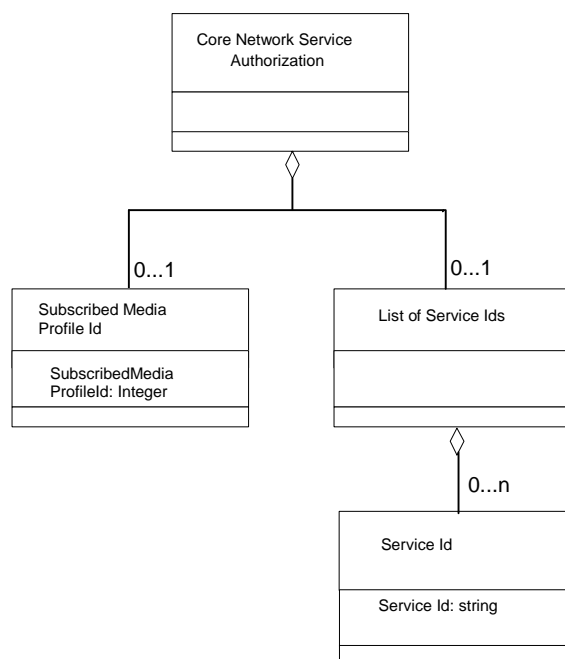 Core Network Service
Authorization
0...1
0...1
Subscribed Media
Profile Id
SubscribedMedia
ProfileId: Integer
List of Service Ids
0...n
Service Id
Service Id: string